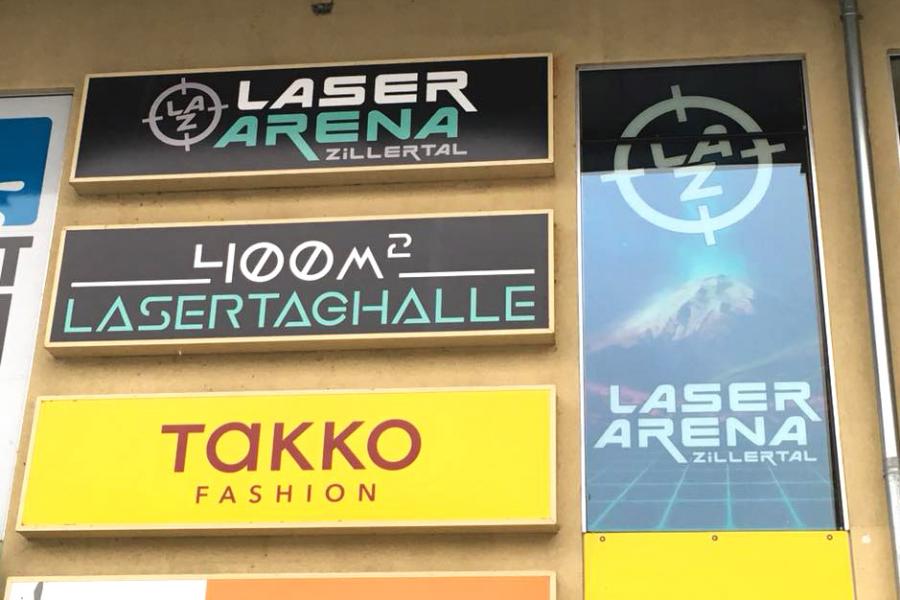 LAZ
LASER
ARENA
ZiLLERTAL
400m²
LASERTAGHALLE
TaKKO
FASHION
LAZ
LASER
ARENA
ZiLLERTAL